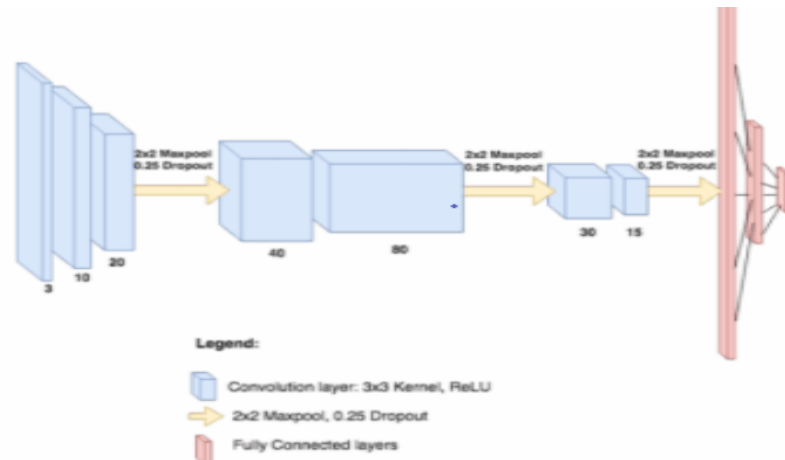 2x2 Maxpool
0.25 Dropout
2x2 Maxpool
0.25 Dropout
2x2 Maxpool
0.25 Dropout
3
10
20
40
80
30
15
Legend:
Convolution layer: 3x3 Kernel, ReLU
2x2 Maxpool, 0.25 Dropout
Fully Connected layers